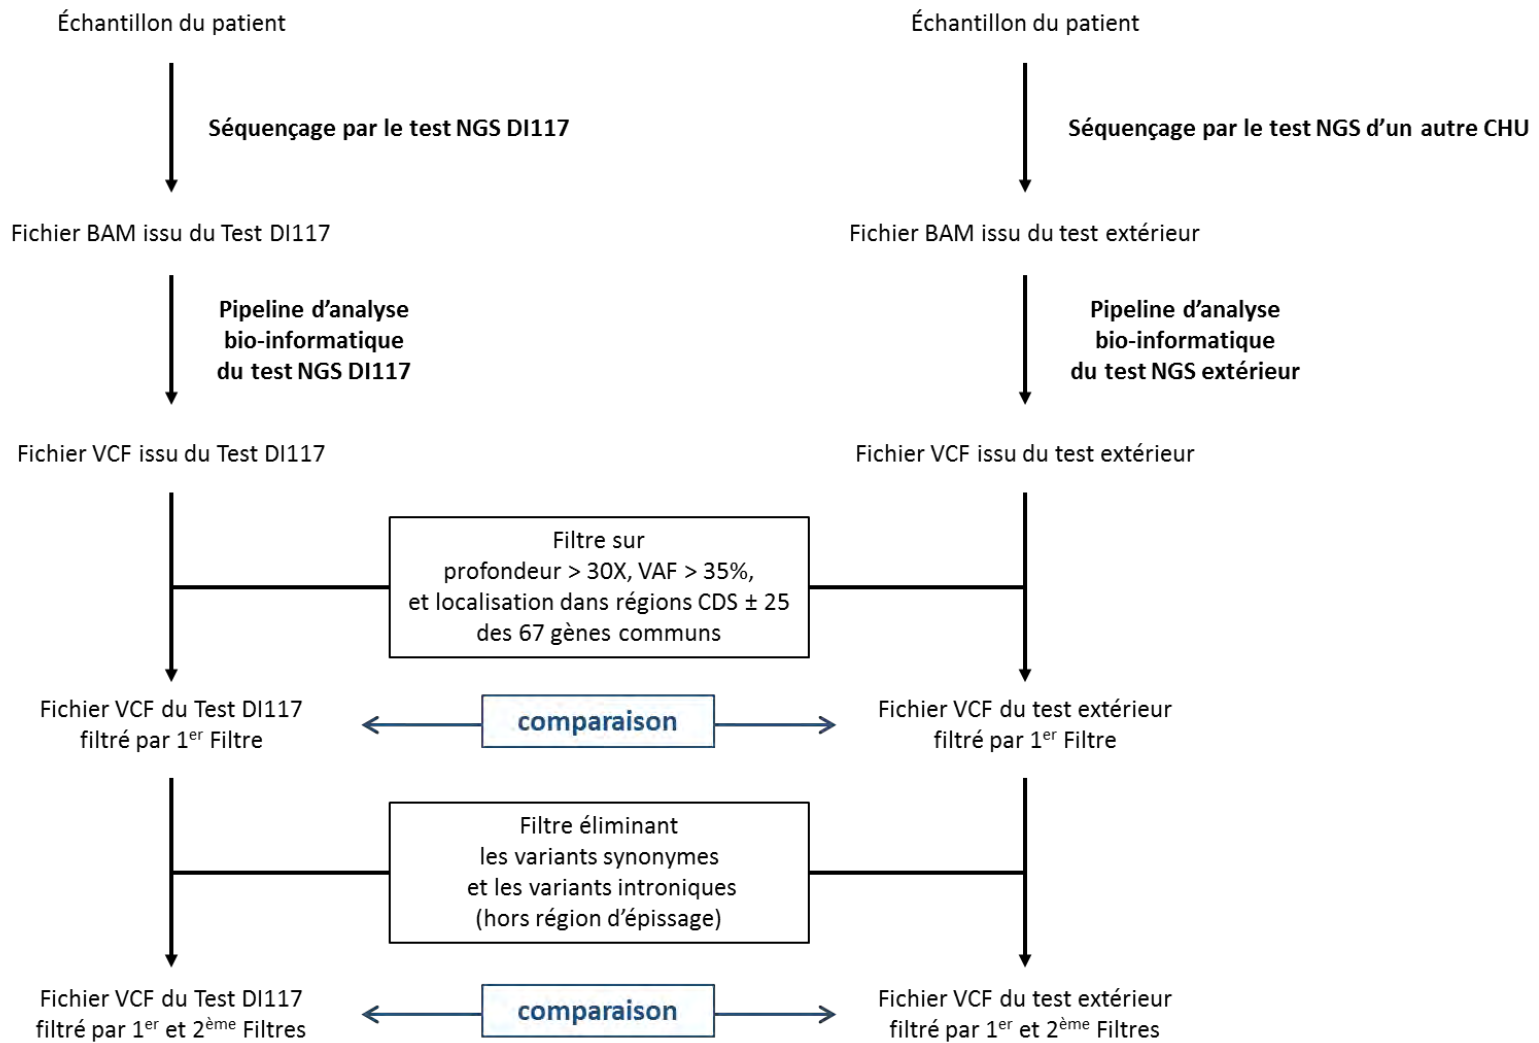 Échantillon du patient
Échantillon du patient
Séquençage par le test NGS DI117
Séquençage par le test NGS d’un autre CHU
Fichier BAM issu du Test DI117
Fichier BAM issu du test extérieur
Pipeline d’analyse
bio-informatique
du test NGS DI117
Pipeline d’analyse
bio-informatique
du test NGS extérieur
Fichier VCF issu du Test DI117
Fichier VCF issu du test extérieur
Filtre sur
profondeur > 30X, VAF > 35%,
et localisation dans régions CDS ± 25
des 67 gènes communs
Fichier VCF du Test DI117
filtré par 1er Filtre
comparaison
Fichier VCF du test extérieur
filtré par 1er Filtre
Filtre éliminant
les variants synonymes
et les variants introniques
(hors région d’épissage)
Fichier VCF du Test DI117
filtré par 1er et 2ème Filtres
comparaison
Fichier VCF du test extérieur
filtré par 1er et 2ème Filtres